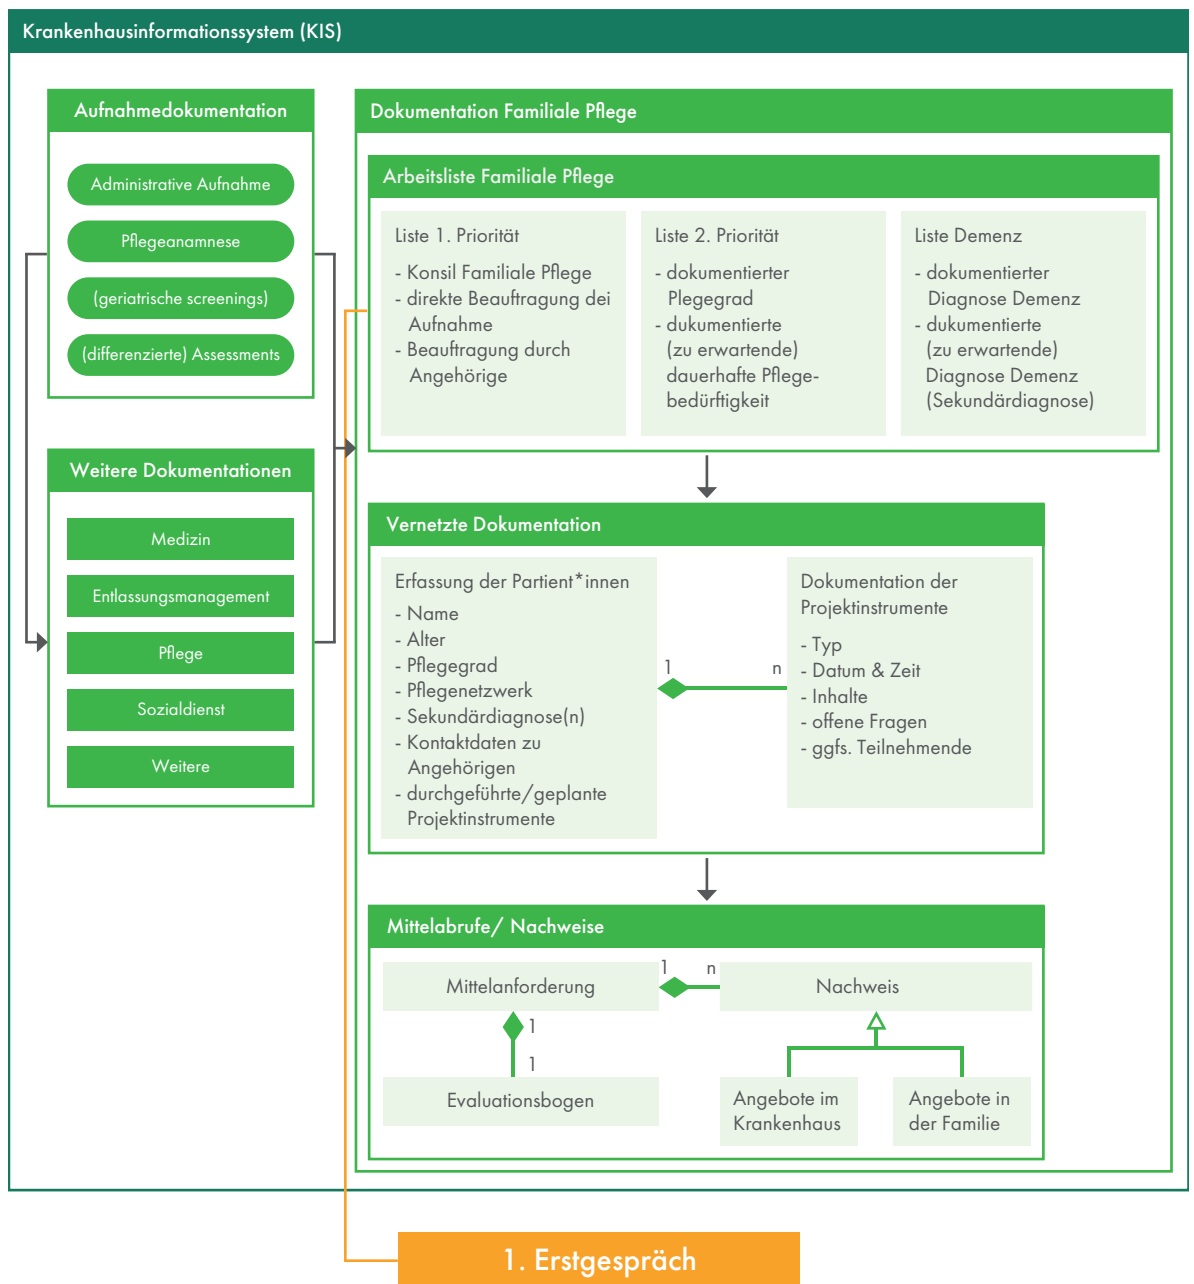 Krankenhausinformationssystem (KIS)
Aufnahmedokumentation
Administrative Aufnahme
Pflegeanamnese
(geriatrische screenings)
(differenzierte) Assessments
Weitere Dokumentationen
Medizin
Entlassungsmanagement
Pflege
Sozialdienst
Weitere
Dokumentation Familiale Pflege
Arbeitsliste Familiale Pflege
Liste 1. Priorität
- Konsil Familiale Pflege
- direkte Beauftragung dei
Aufnahme
- Beauftragung durch
Angehörige
Liste 2. Priorität
- dokumentierter
Plegegrad
- dukumentierte
(zu erwartende)
dauerhafte Pflege-
bedürftigkeit
Liste Demenz
- dokumentierter
Diagnose Demenz
- dukumentierte
(zu erwartende)
Diagnose Demenz
(Sekundärdiagnose)
Vernetzte Dokumentation
Erfassung der Partient*innen
- Name
- Alter
- Pflegegrad
- Pflegenetzwerk
- Sekundärdiagnose(n)
- Kontaktdaten zu
Angehörigen
- durchgeführte/geplante
Projektinstrumente
1 n
Dokumentation der
Projektinstrumente
- Typ
- Datum & Zeit
- Inhalte
- offene Fragen
- ggfs. Teilnehmende
Mittelabrufe/ Nachweise
Mittelanforderung
1 n
Nachweis
1
1
Evaluationsbogen
Angebote im
Krankenhaus
Angebote in
der Familie
1. Erstgespräch